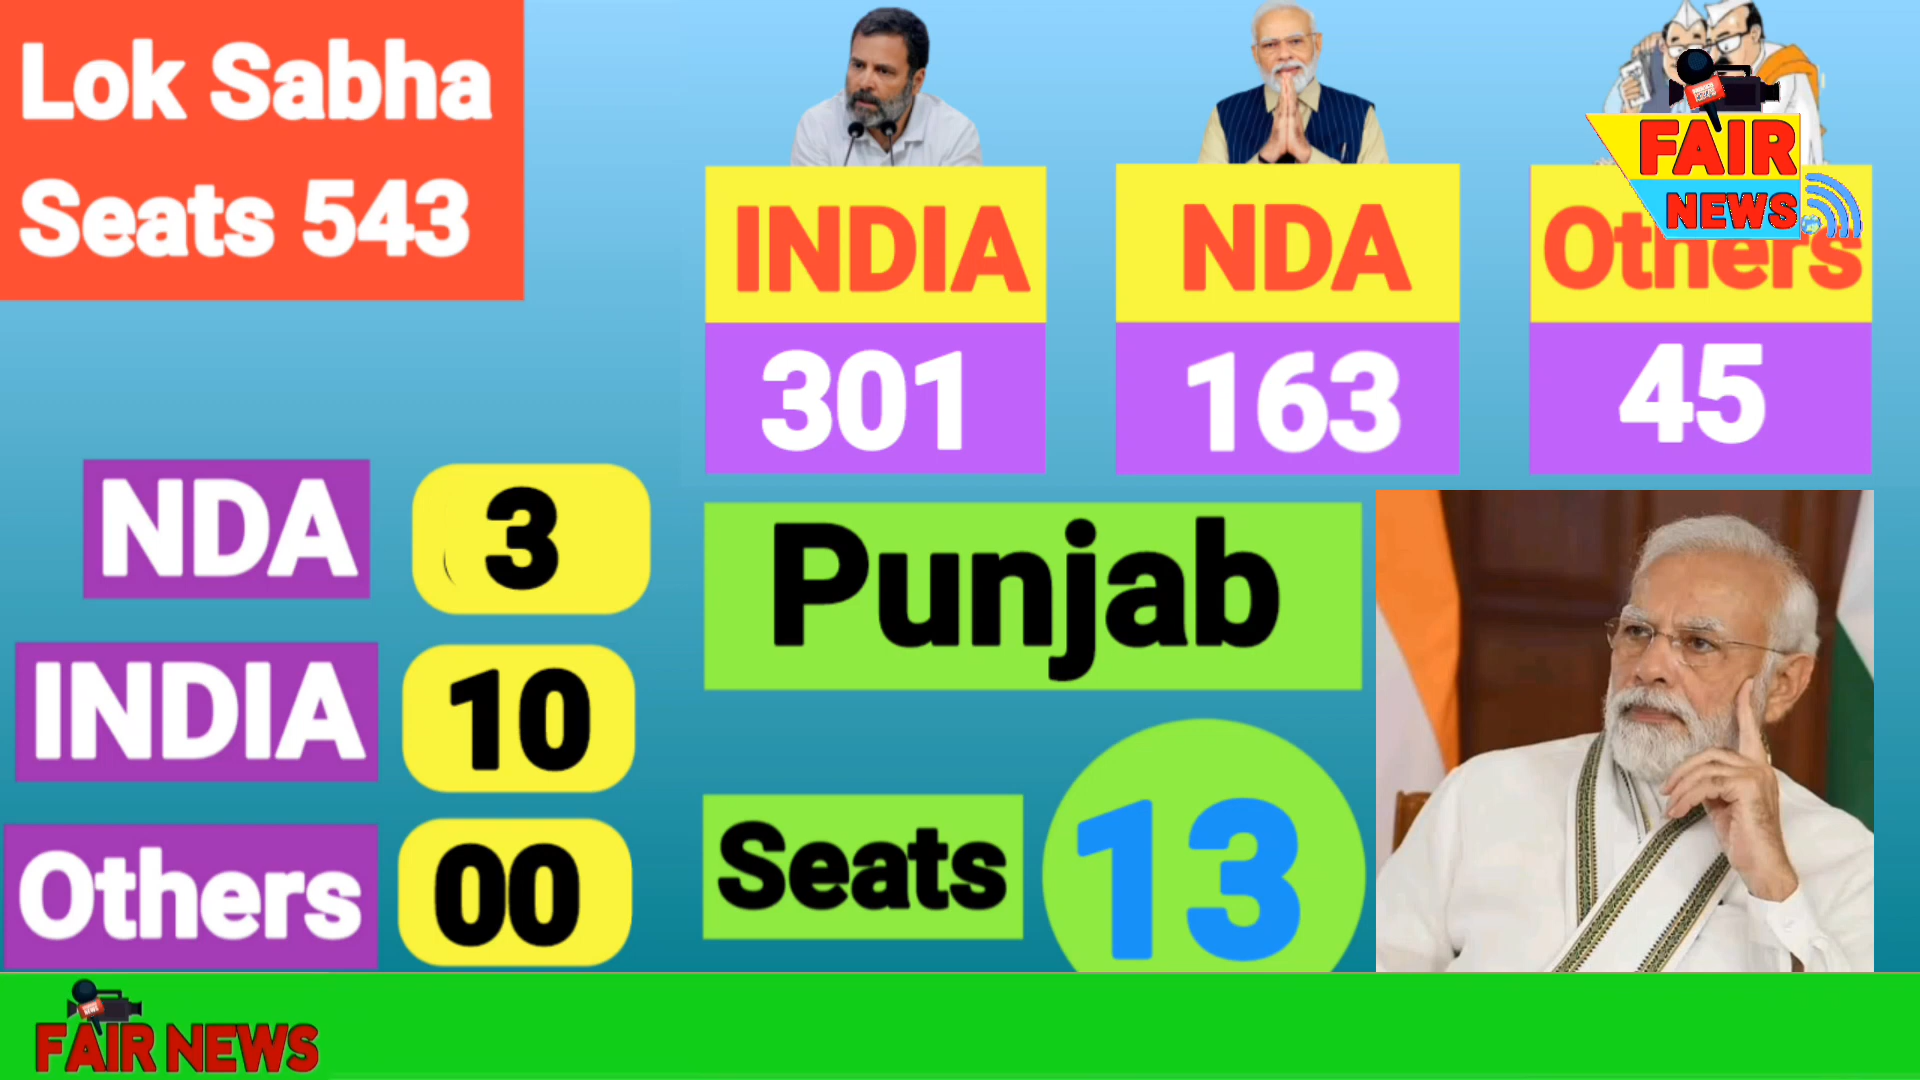 Lok Sabha
Seats 543
INDIA
NDA
Others
301
163
45
FAIR
NEWS
NDA
3
INDIA
10
Others
00
Punjab
Seats
13
FAIR NEWS